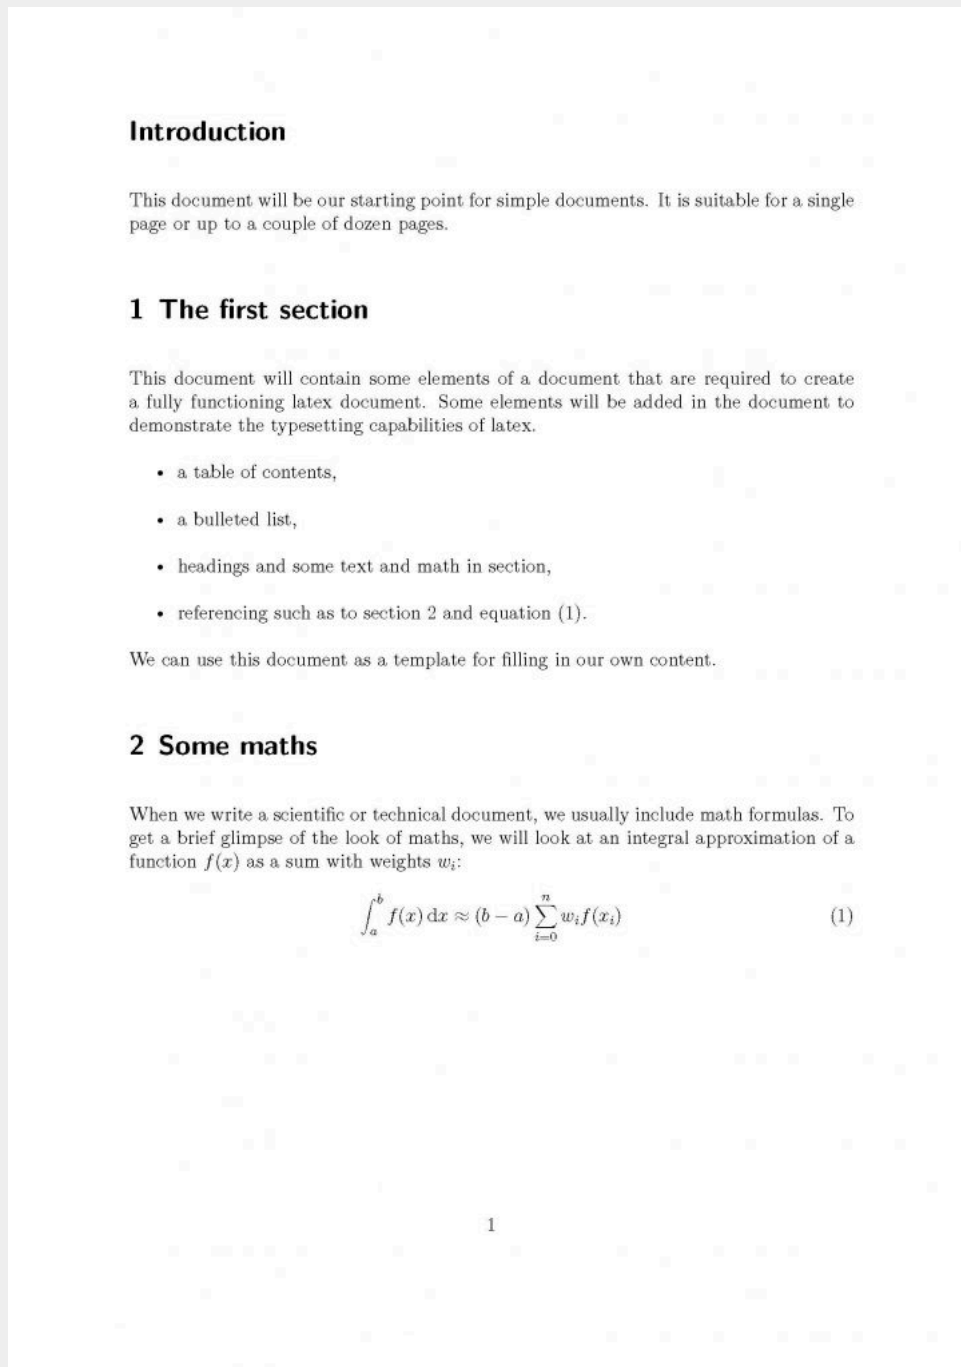 Introduction
This document will be our starting point for simple documents. It is suitable for a single
page or up to a couple of dozen pages.
1 The first section
This document will contain some elements of a document that are required to create
a fully functioning latex document. Some elements will be added in the document to
demonstrate the typesetting capabilities of latex.
• a table of contents,
• a bulleted list,
• headings and some text and math in section,
• referencing such as to section 2 and equation (1).
We can use this document as a template for filling in our own content.
2 Some maths
When we write a scientific or technical document, we usually include math formulas. To
get a brief glimpse of the look of maths, we will look at an integral approximation of a
function f(x) as a sum with weights wᵢ:
∫ₐᵇ f(x) dx ≈ (b − a) ∑ᵢ₌₀ⁿ wᵢf(xᵢ) (1)
1